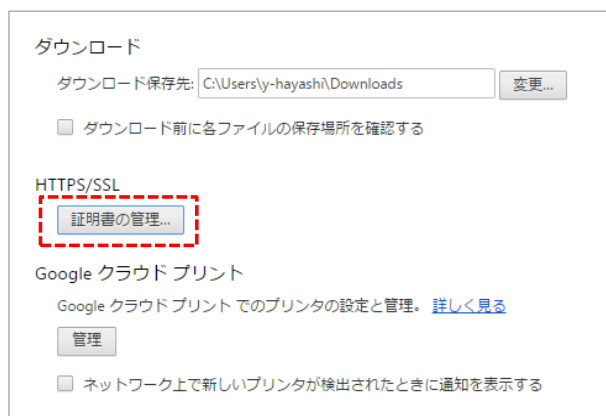 ダウンロード
ダウンロード保存先: C:\Users\y-hayashi\Downloads 変更...
ダウンロード前に各ファイルの保存場所を確認する
HTTPS/SSL
証明書の管理...
Google クラウド プリント
Google クラウド プリント でのプリンタの設定と管理。 詳しく見る
管理
ネットワーク上で新しいプリンタが検出されたときに通知を表示する